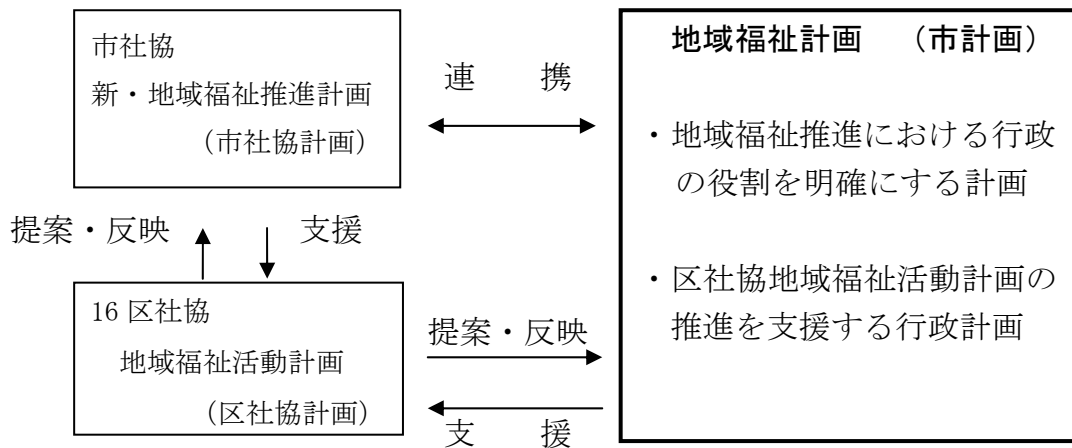 市社協
新・地域福祉推進計画
（市社協計画）
連　　携
地域福祉計画　（市計画）
・地域福祉推進における行政
の役割を明確にする計画
・区社協地域福祉活動計画の
推進を支援する行政計画
提案・反映
支援
16 区社協
地域福祉活動計画
（区社協計画）
提案・反映
支　　援